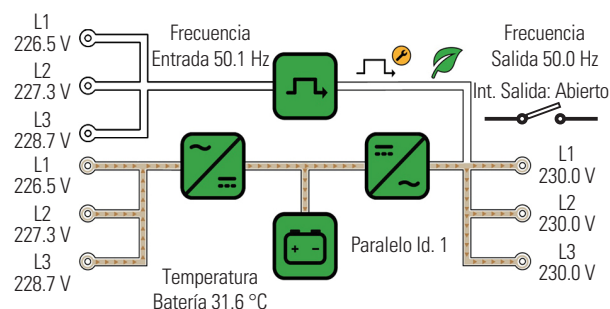 L1
226.5 V
L2
227.3 V
L3
228.7 V
Frecuencia
Entrada 50.1 Hz
Frecuencia
Salida 50.0 Hz
Int. Salida: Abierto
L1
226.5 V
L2
227.3 V
L3
228.7 V
Temperatura
Batería 31.6 °C
Paralelo Id. 1
L1
230.0 V
L2
230.0 V
L3
230.0 V